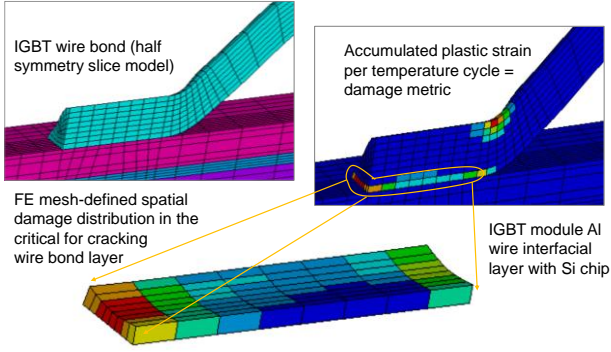 IGBT wire bond (half
symmetry slice model)
Accumulated plastic strain
per temperature cycle =
damage metric
FE mesh-defined spatial
damage distribution in the
critical for cracking
wire bond layer
IGBT module Al
wire interfacial
layer with Si chip